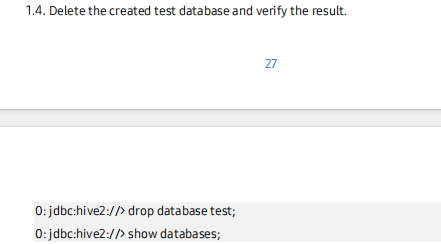 1.4. Delete the created test database and verify the result.
27
0: jdbc:hive2://> drop database test;
0: jdbc:hive2://> show databases;